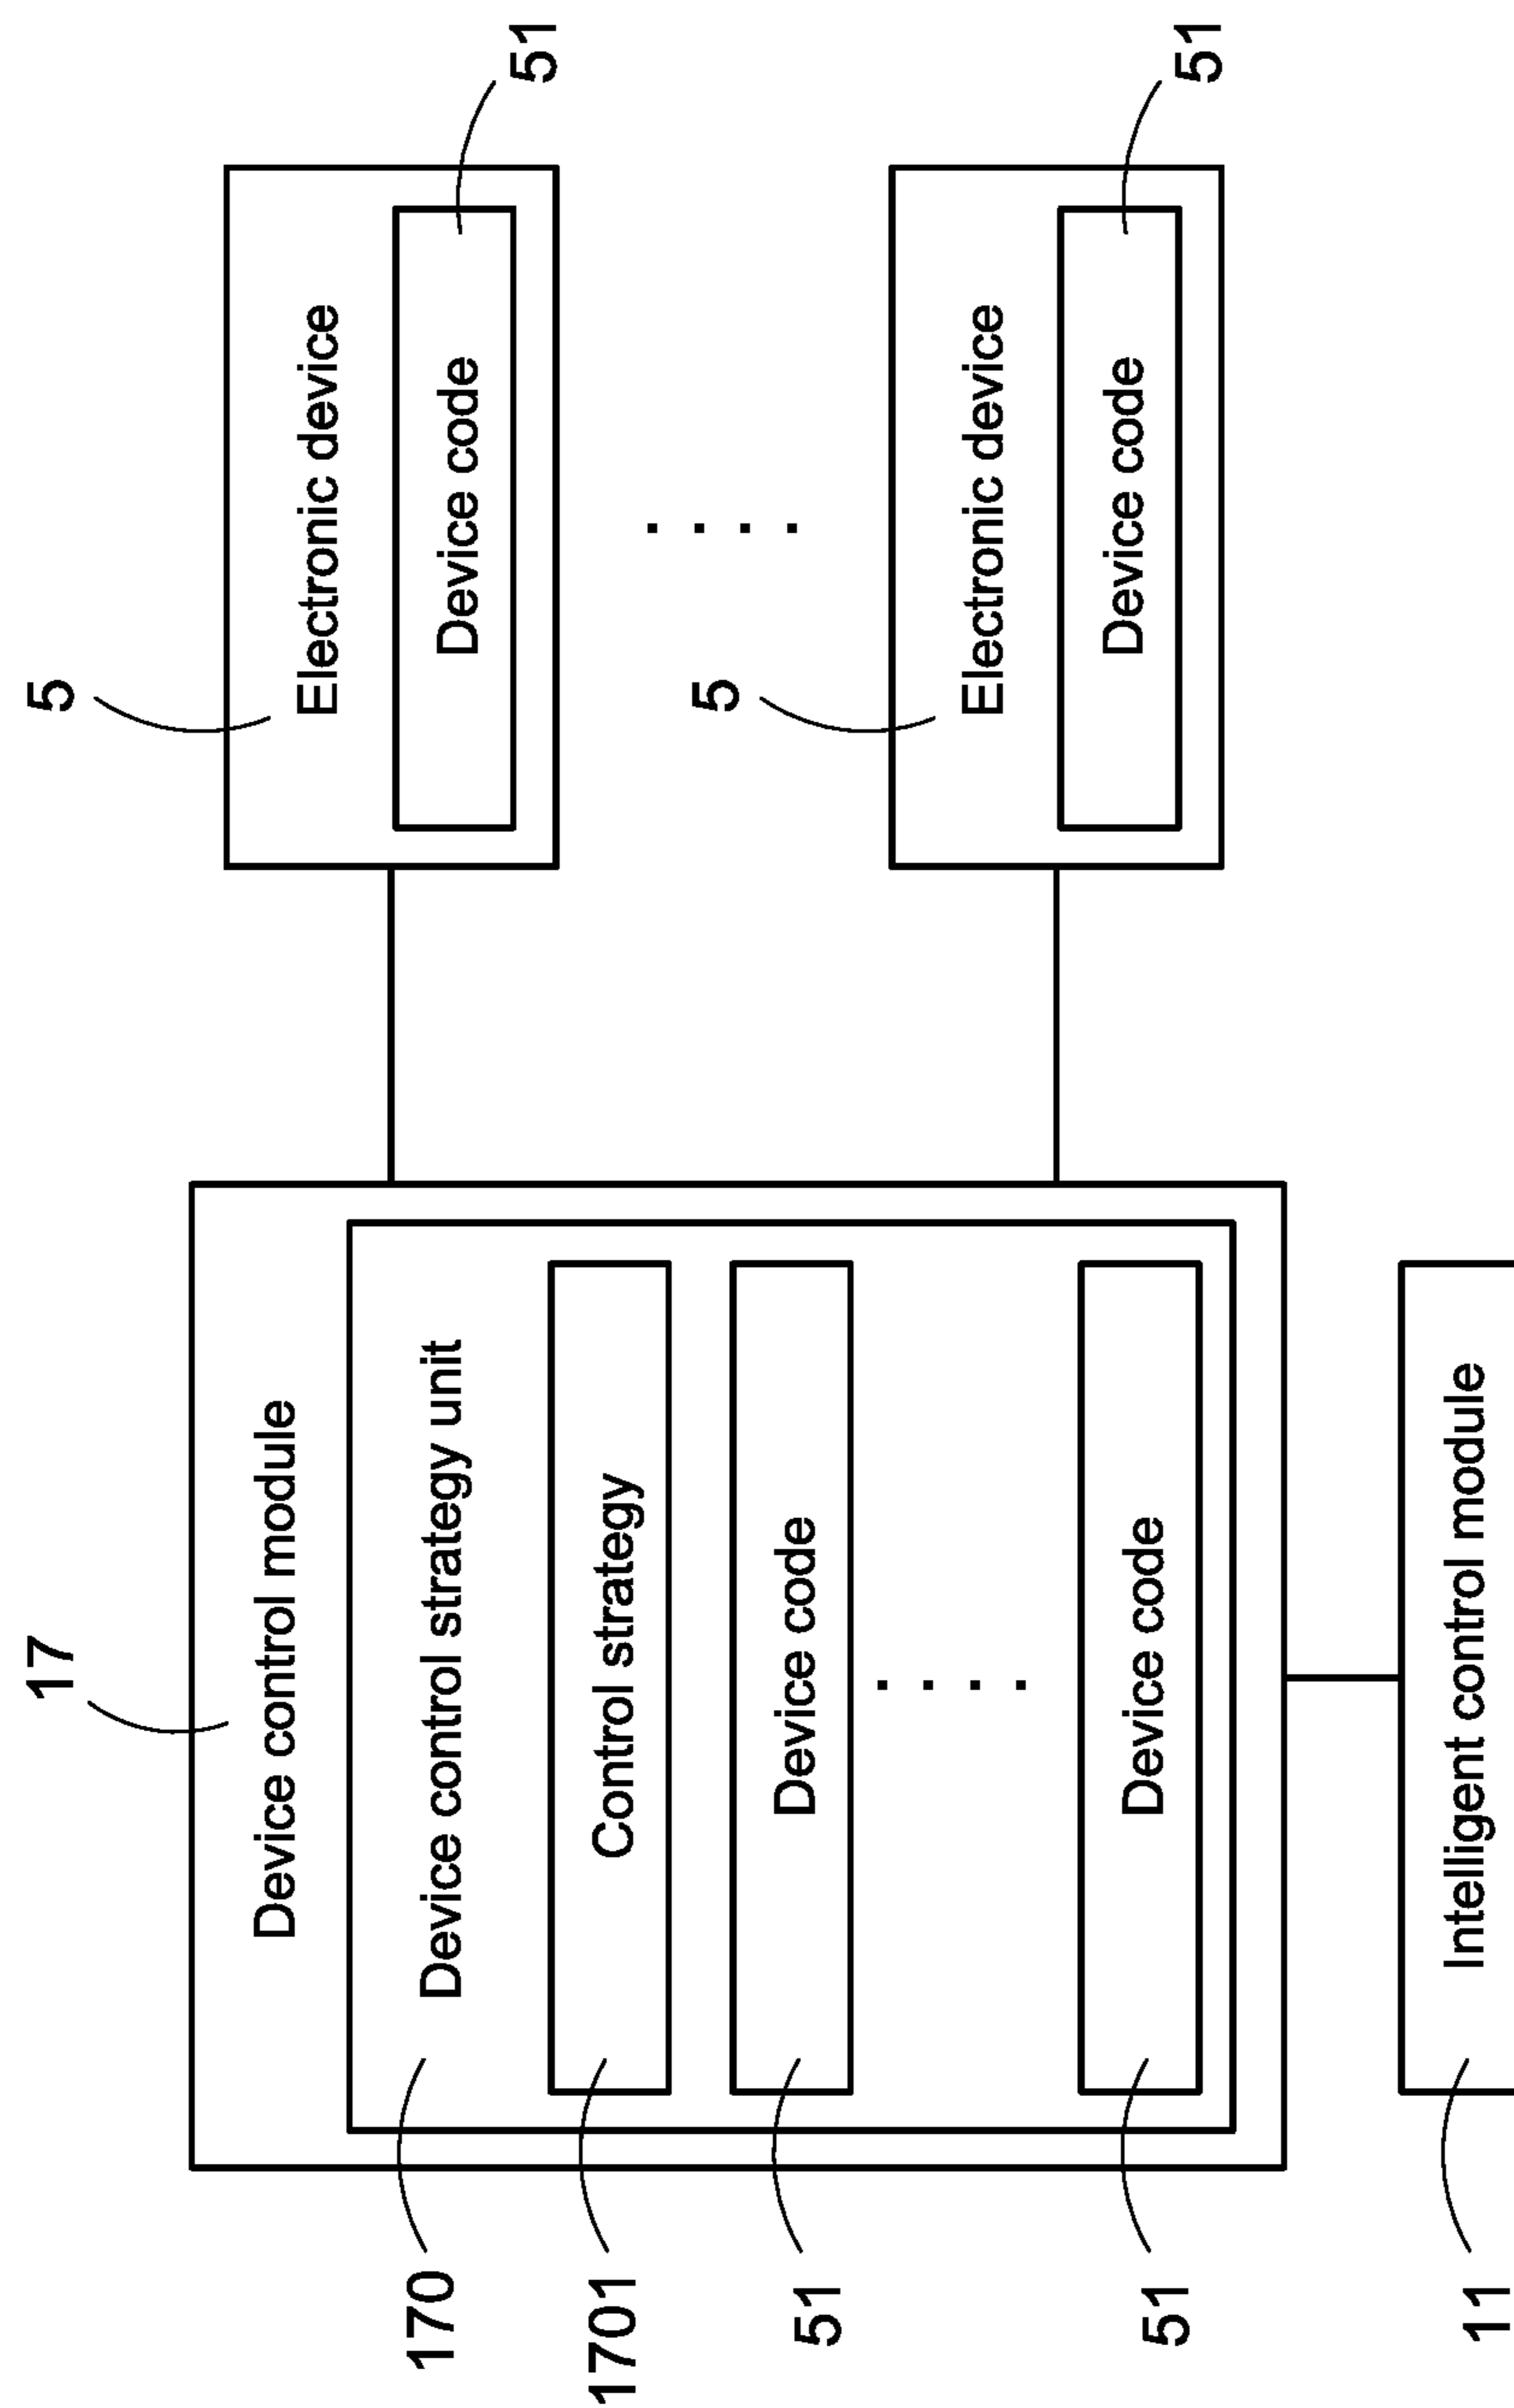 17
Device control module
170
Device control strategy unit
1701
Control strategy
51
Device code
....
51
Device code
11
Intelligent control module
5
Electronic device
Device code
51
....
5
Electronic device
Device code
51